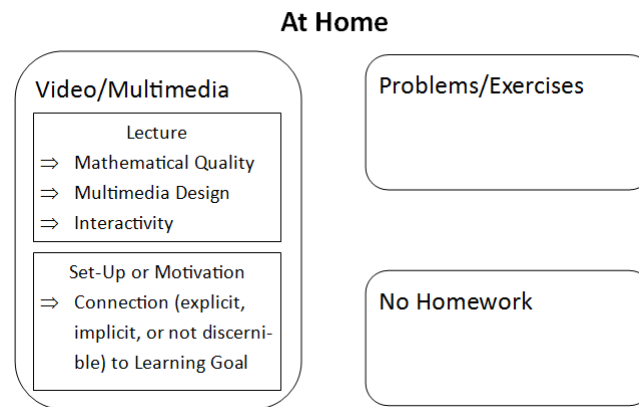 At Home
Video/Multimedia
Lecture
⇒ Mathematical Quality
⇒ Multimedia Design
⇒ Interactivity
Set-Up or Motivation
⇒ Connection (explicit,
implicit, or not discerni-
ble) to Learning Goal
Problems/Exercises
No Homework